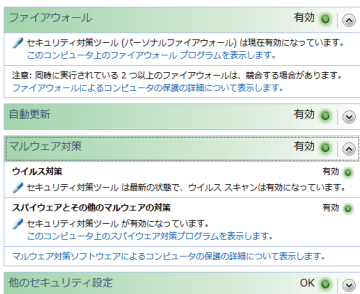 ファイアウォール 有効
セキュリティ対策ツール (パーソナルファイアウォール) は現在有効になっています。
このコンピュータ上のファイアウォール プログラムを表示します。
注意: 同時に実行されている 2 つ以上のファイアウォールは、競合する場合があります。
ファイアウォールによるコンピュータの保護の詳細について表示します。
自動更新 有効
マルウェア対策 有効
ウイルス対策 有効
セキュリティ対策ツール は最新の状態で、ウイルス スキャンは有効になっています。
スパイウェアとその他のマルウェアの対策 有効
セキュリティ対策ツール が有効になっています。
このコンピュータ上のスパイウェア対策プログラムを表示します。
マルウェア対策ソフトウェアによるコンピュータの保護の詳細について表示します。
他のセキュリティ設定 OK